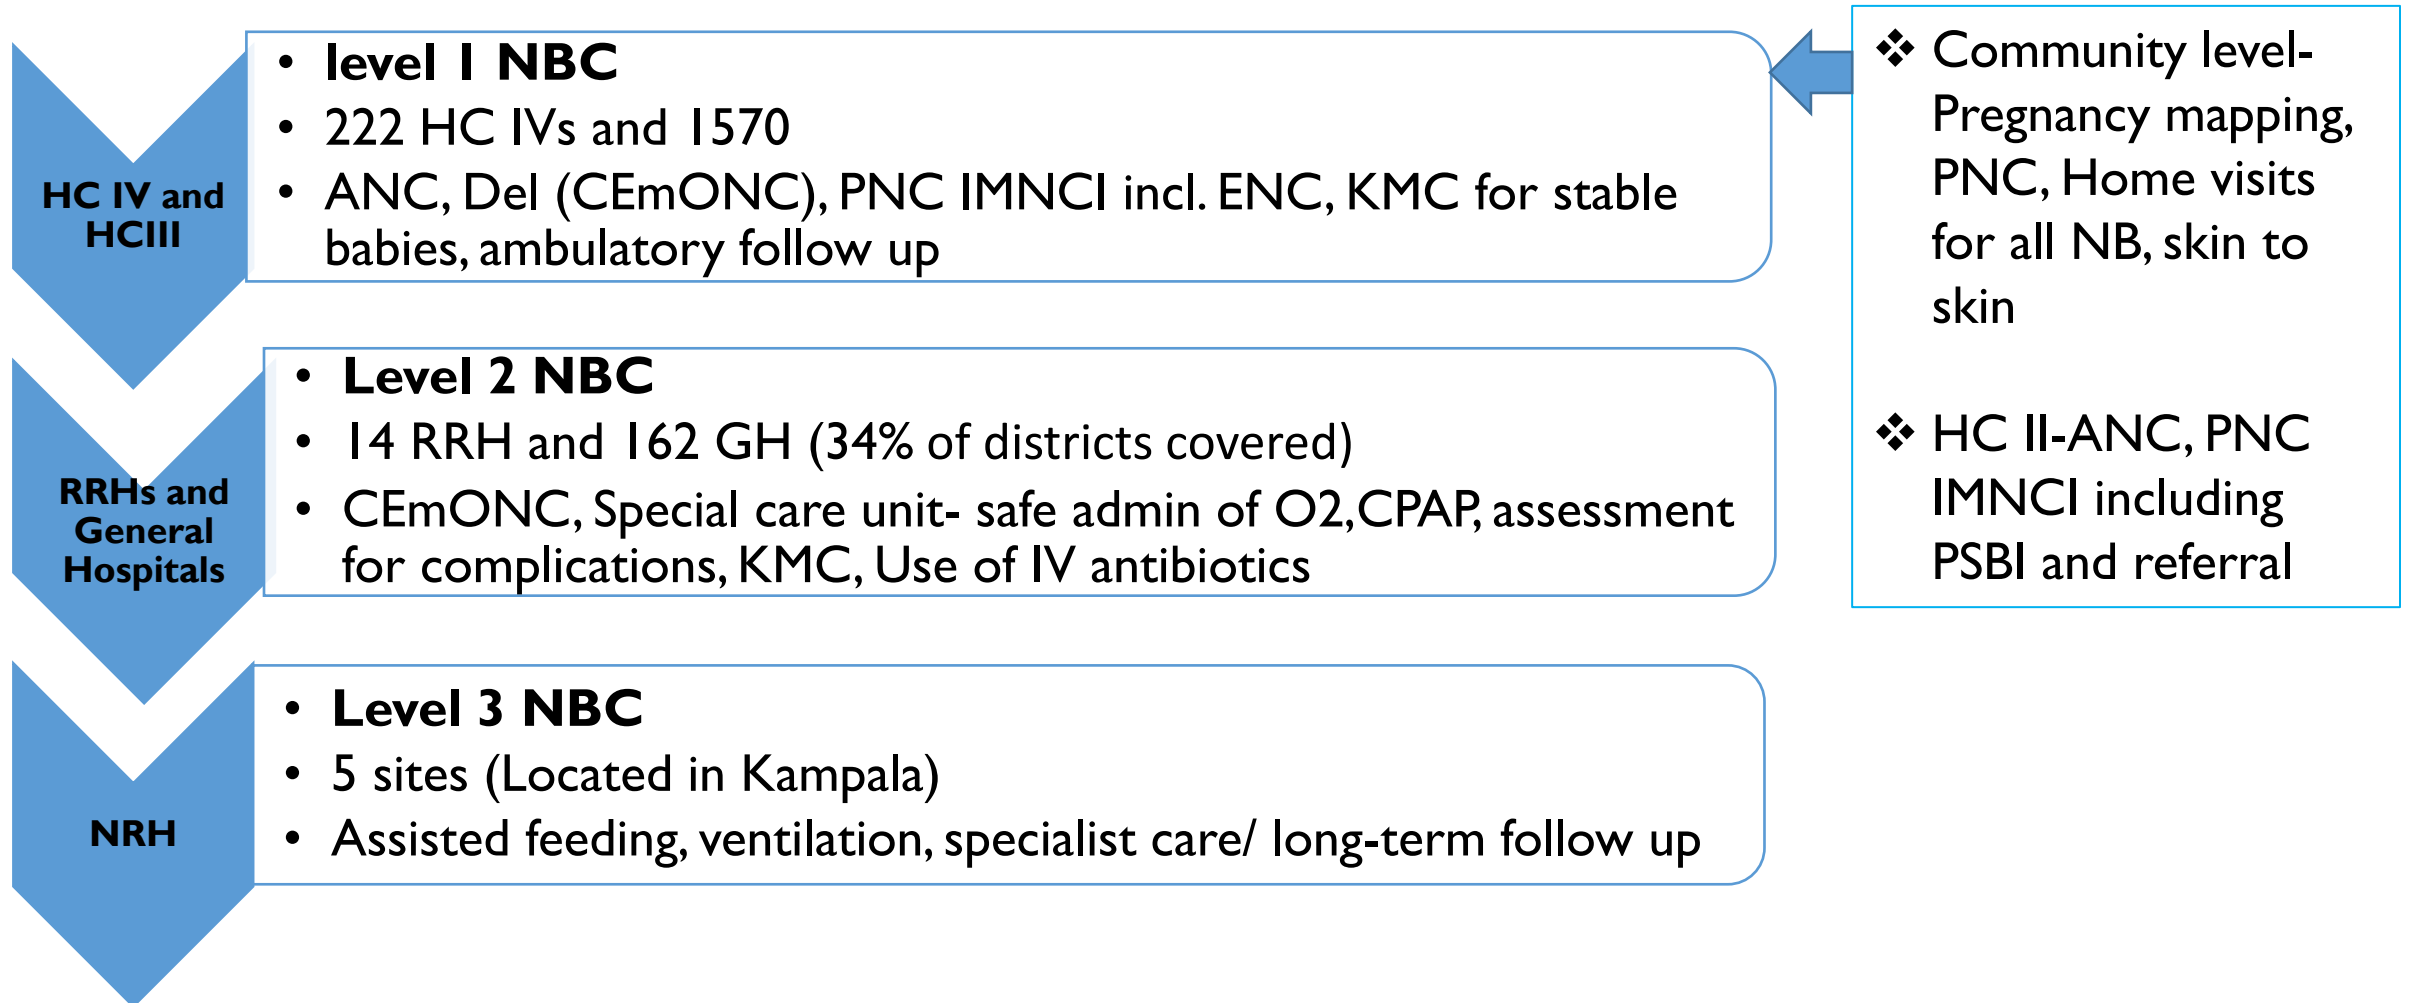 HC IV and
HCIII
• level 1 NBC
• 222 HC IVs and 1570
• ANC, Del (CEmONC), PNC IMNCI incl. ENC, KMC for stable
babies, ambulatory follow up
RRHs and
General
Hospitals
• Level 2 NBC
• 14 RRH and 162 GH (34% of districts covered)
• CEmONC, Special care unit- safe admin of O2,CPAP, assessment
for complications, KMC, Use of IV antibiotics
NRH
• Level 3 NBC
• 5 sites (Located in Kampala)
• Assisted feeding, ventilation, specialist care/ long-term follow up
❖ Community level-
Pregnancy mapping,
PNC, Home visits
for all NB, skin to
skin
❖ HC II-ANC, PNC
IMNCI including
PSBI and referral